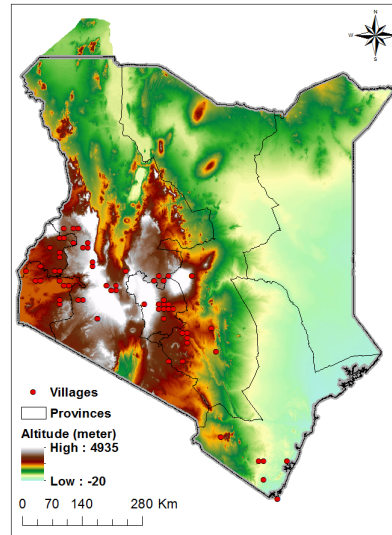 N
W E
S
Villages
Provinces
Altitude (meter)
High : 4935
Low : -20
0 70 140 280 Km